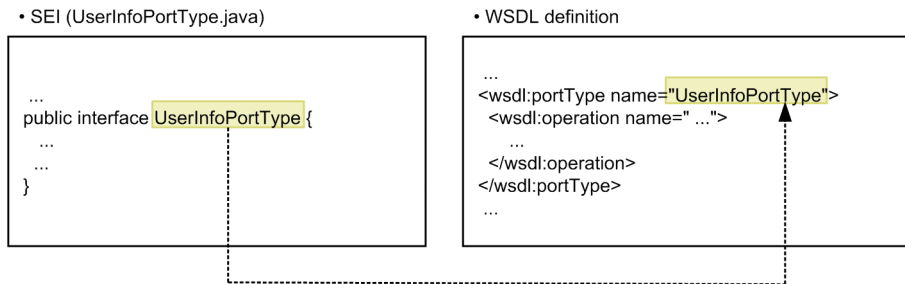 • SEI (UserInfoPortType.java)
...
public interface UserInfoPortType {
...
...
}
• WSDL definition
...
<wsdl:portType name="UserInfoPortType">
<wsdl:operation name=" ...">
...
</wsdl:operation>
</wsdl:portType>
...